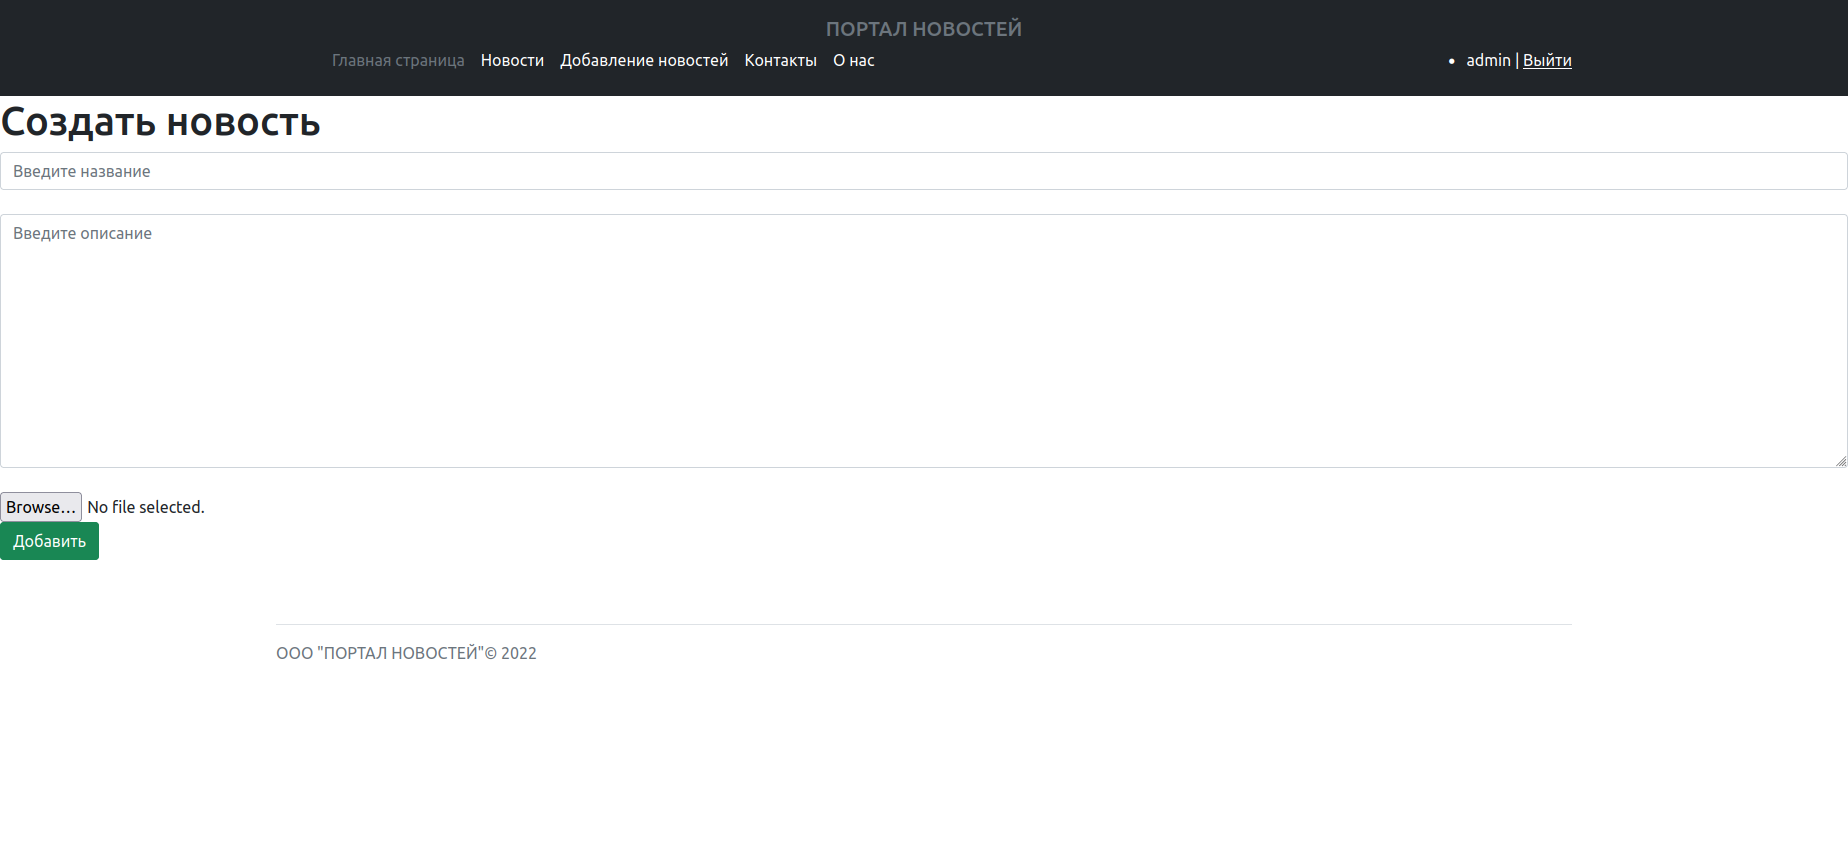 ПОРТАЛ НОВОСТЕЙ
Главная страница Новости Добавление новостей Контакты О нас admin | Выйти
Создать новость
Введите название
Введите описание
Browse... No file selected.
Добавить
ООО "ПОРТАЛ НОВОСТЕЙ"© 2022